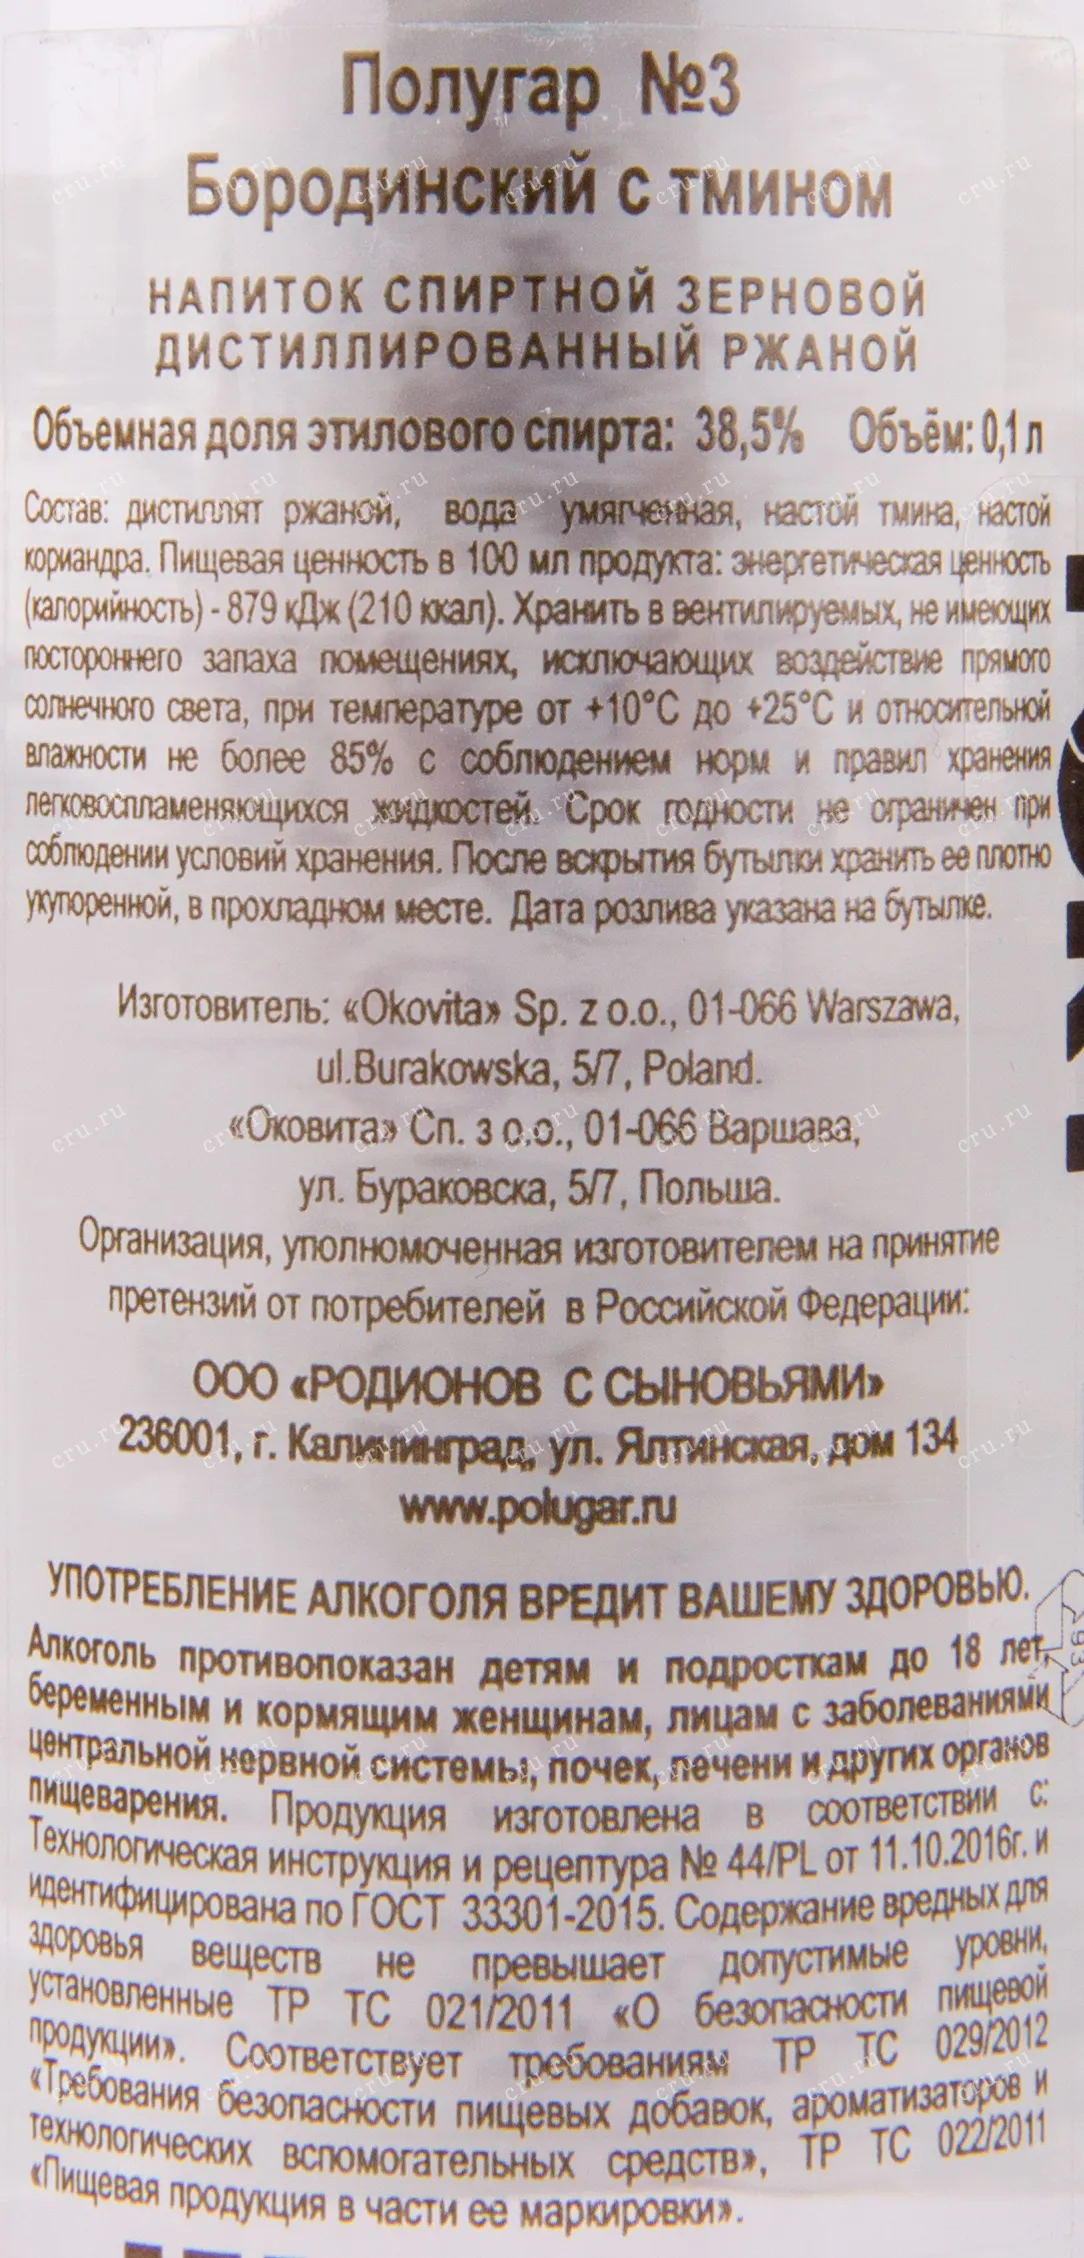 Полугар №3
Бородинский с тмином
НАПИТОК СПИРТНОЙ ЗЕРНОВОЙ
ДИСТИЛЛИРОВАННЫЙ РЖАНОЙ
Объемная доля этилового спирта: 38,5% Объём: 0,1 л
Состав: дистиллят ржаной, вода умягченная, настой тмина, настой
кориандра. Пищевая ценность в 100 мл продукта: энергетическая ценность
(калорийность) - 879 кДж (210 ккал). Хранить в вентилируемых, не имеющих
постороннего запаха помещениях, исключающих воздействие прямого
солнечного света, при температуре от +10°С до +25°С и относительной
влажности не более 85% с соблюдением норм и правил хранения
легковоспламеняющихся жидкостей. Срок годности не ограничен при
соблюдении условий хранения. После вскрытия бутылки хранить ее плотно
укупоренной, в прохладном месте. Дата розлива указана на бутылке.
Изготовитель: «Okovita» Sp. z o.o., 01-066 Warszawa,
ul.Burakowska, 5/7, Poland.
«Оковита» Сп. з о.о., 01-066 Варшава,
ул. Бураковска, 5/7, Польша.
Организация, уполномоченная изготовителем на принятие
претензий от потребителей в Российской Федерации:
ООО «РОДИОНОВ С СЫНОВЬЯМИ»
236001, г. Калининград, ул. Ялтинская, дом 134
www.polugar.ru
УПОТРЕБЛЕНИЕ АЛКОГОЛЯ ВРЕДИТ ВАШЕМУ ЗДОРОВЬЮ.
Алкоголь противопоказан детям и подросткам до 18 лет,
беременным и кормящим женщинам, лицам с заболеваниями
центральной нервной системы, почек, печени и других органов
пищеварения. Продукция изготовлена в соответствии с:
Технологическая инструкция и рецептура № 44/PL от 11.10.2016г. и
идентифицирована по ГОСТ 33301-2015. Содержание вредных для
здоровья веществ не превышает допустимые уровни,
установленные ТР ТС 021/2011 «О безопасности пищевой
продукции». Соответствует требованиям ТР ТС 029/2012
«Требования безопасности пищевых добавок, ароматизаторов и
технологических вспомогательных средств», ТР ТС 022/2011
«Пищевая продукция в части ее маркировки».
cru.ru